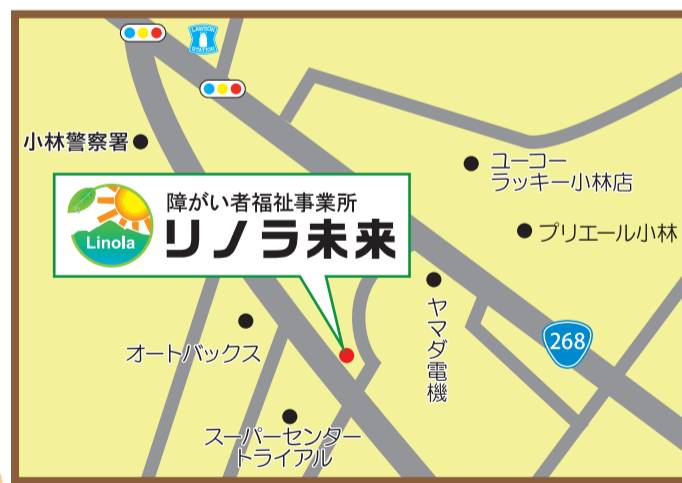 LAWSON
STATION
小林警察署
ユーコー
ラッキー小林店
障がい者福祉事業所
リノラ未来
Linola
プリエール小林
ヤマダ電機
268
オートバックス
スーパーセンター
トライアル